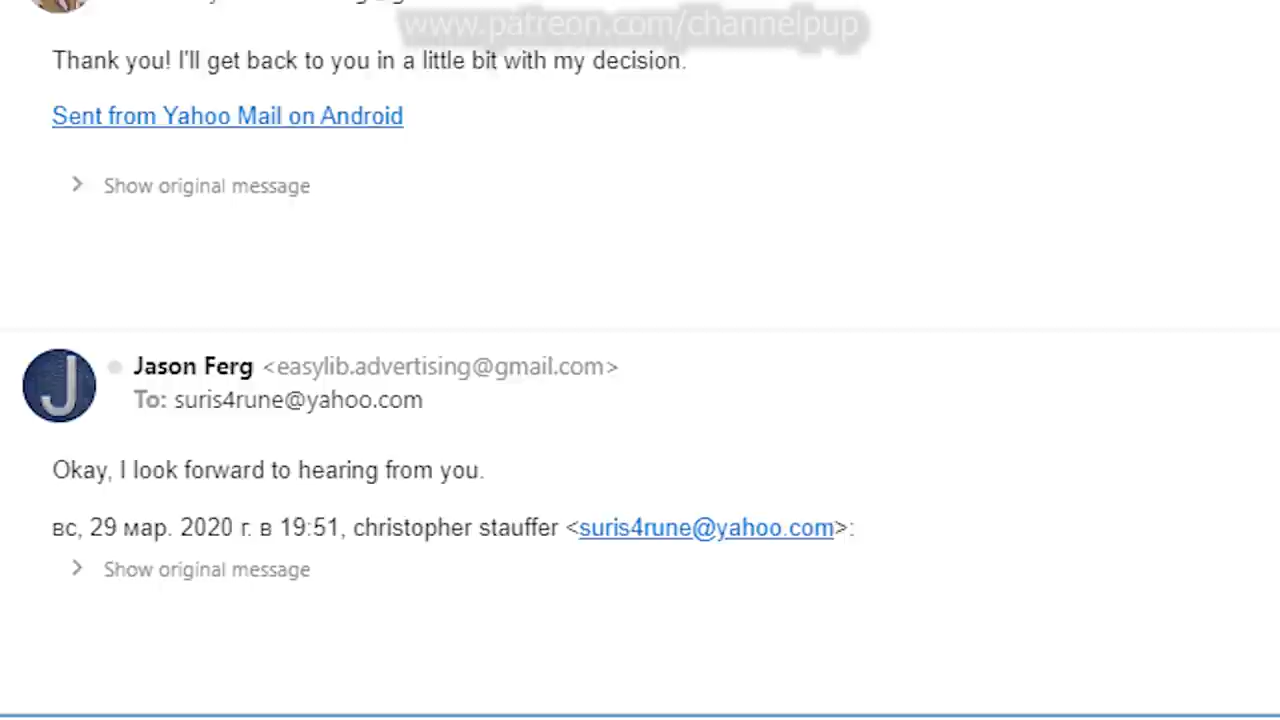 www.patreon.com/channelpup
Thank you! I'll get back to you in a little bit with my decision.
Sent from Yahoo Mail on Android
Show original message
Jason Ferg <easylib.advertising@gmail.com>
To: suris4rune@yahoo.com
Okay, I look forward to hearing from you.
вс, 29 мар. 2020 г. в 19:51, christopher stauffer <suris4rune@yahoo.com>:
Show original message